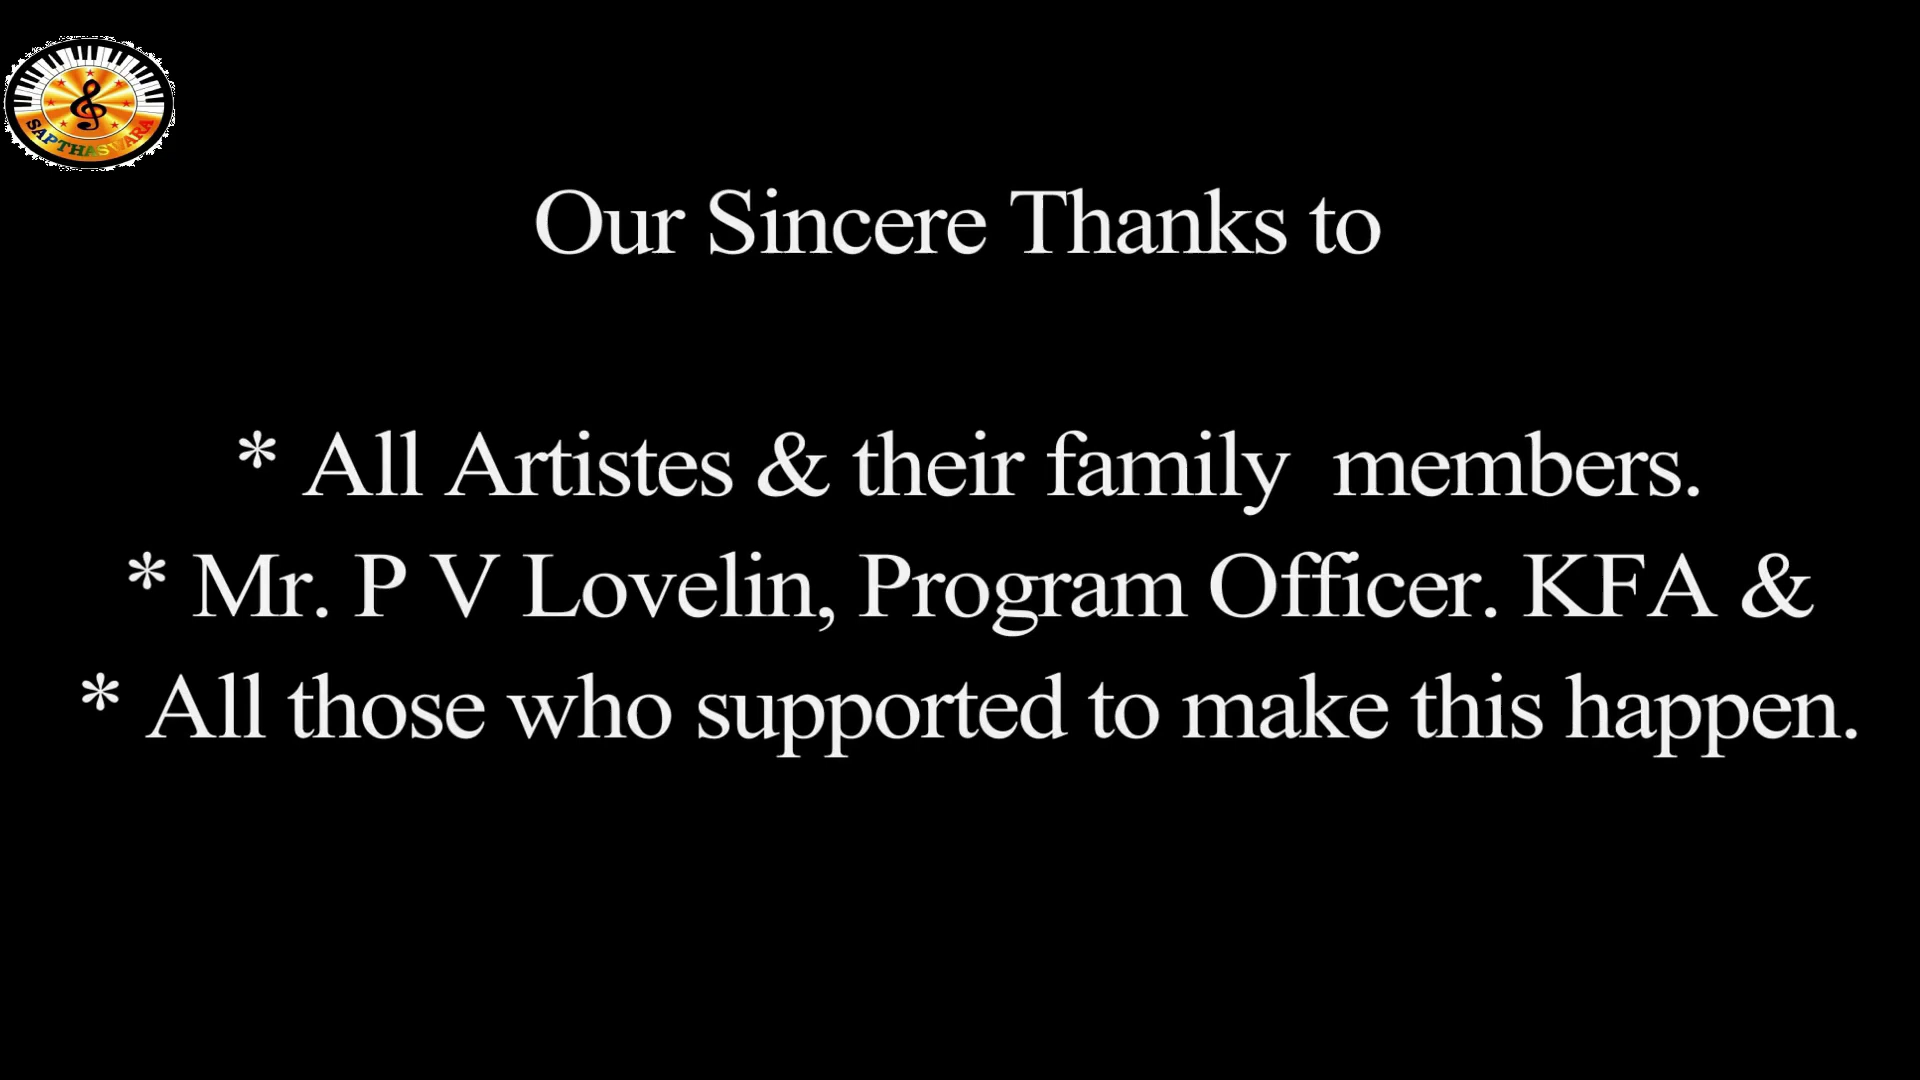 SAPTHASVARA
Our Sincere Thanks to
* All Artistes & their family  members.
* Mr. P V Lovelin, Program Officer. KFA &
* All those who supported to make this happen.